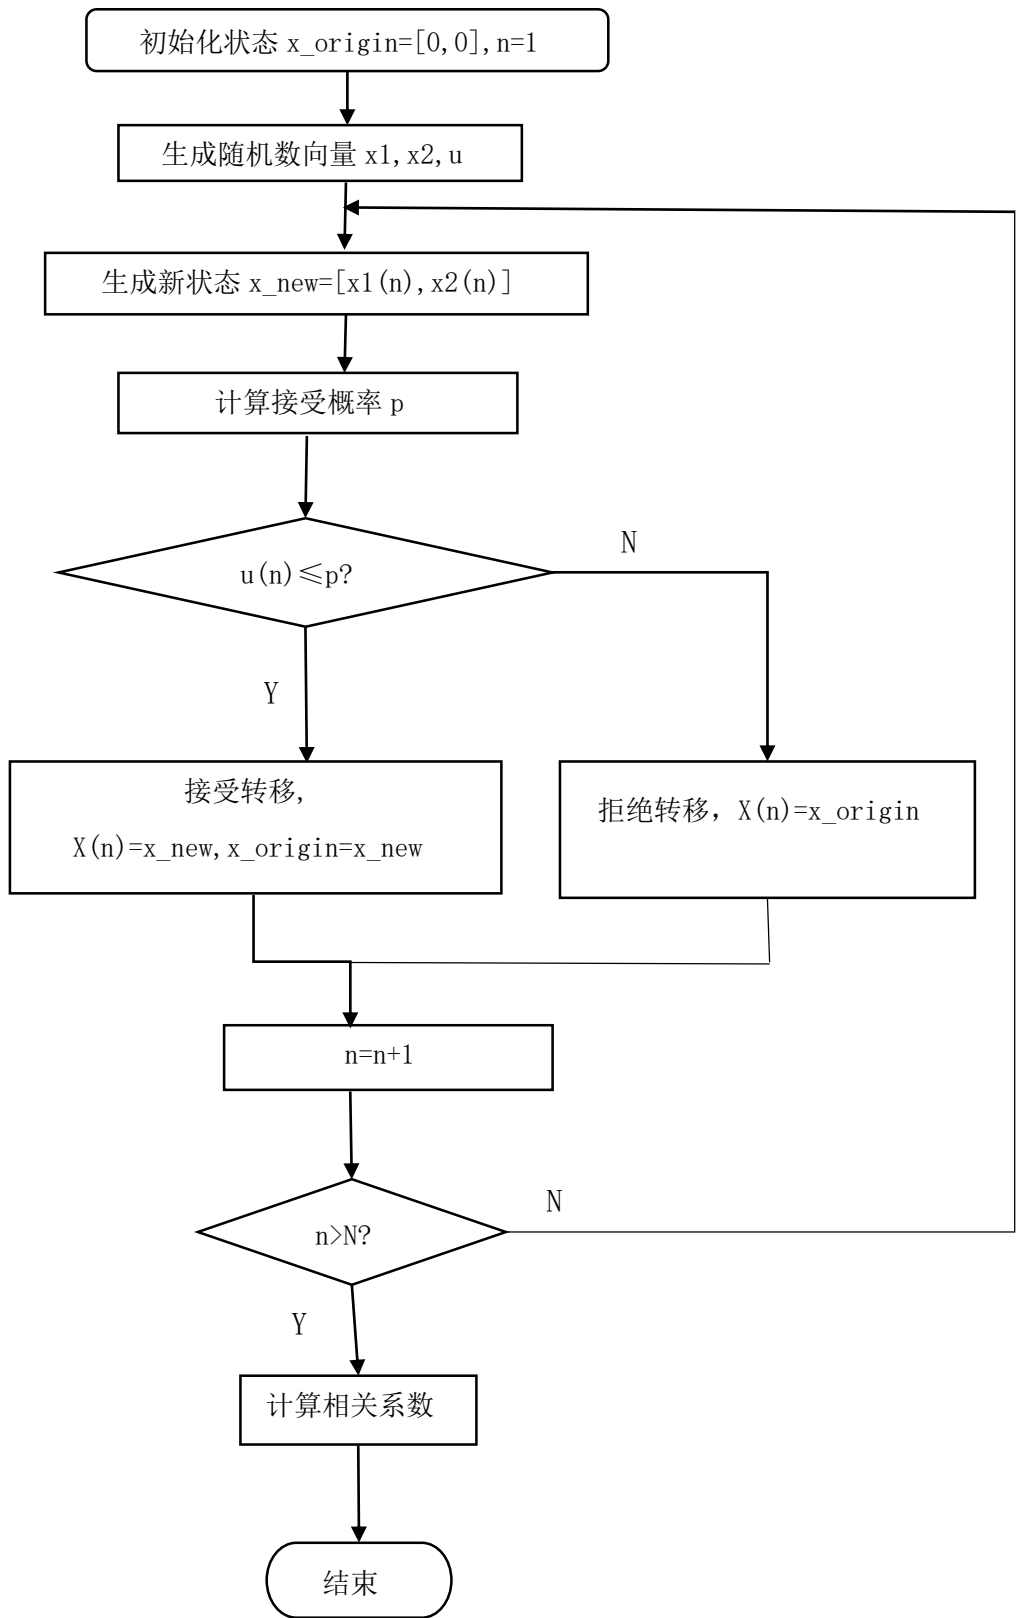 初始化状态 x_origin=[0,0],n=1
生成随机数向量 x1,x2,u
生成新状态 x_new=[x1(n),x2(n)]
计算接受概率 p
u(n)≤p?
N
Y
接受转移,
X(n)=x_new,x_origin=x_new
拒绝转移，X(n)=x_origin
n=n+1
n>N?
N
Y
计算相关系数
结束